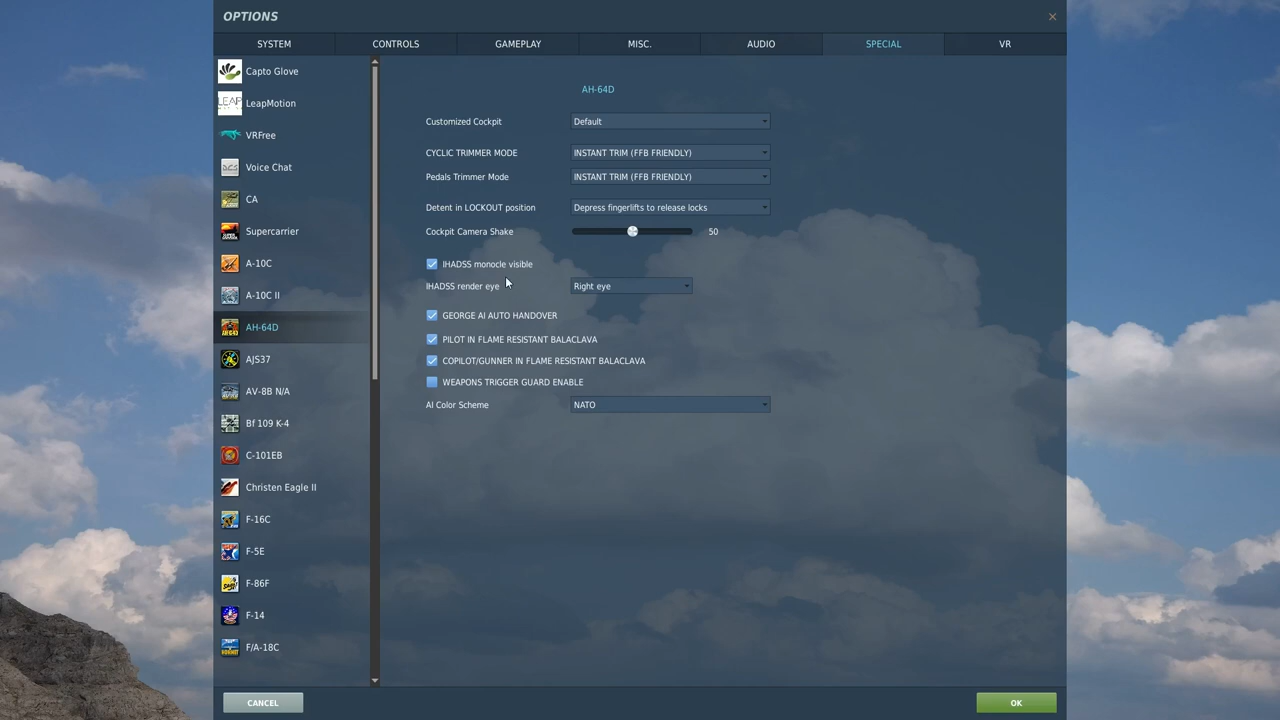 OPTIONS
SYSTEM CONTROLS GAMEPLAY MISC. AUDIO SPECIAL VR
Capto Glove
LeapMotion
VRFree
Voice Chat
CA
Supercarrier
A-10C
A-10C II
AH-64D
AJS37
AV-8B N/A
Bf 109 K-4
C-101EB
Christen Eagle II
F-16C
F-5E
F-86F
F-14
F/A-18C
AH-64D
Customized Cockpit Default
CYCLIC TRIMMER MODE INSTANT TRIM (FFB FRIENDLY)
Pedals Trimmer Mode INSTANT TRIM (FFB FRIENDLY)
Detent in LOCKOUT position Depress fingerlifts to release locks
Cockpit Camera Shake 50
IHADSS monocle visible
IHADSS render eye Right eye
GEORGE AI AUTO HANDOVER
PILOT IN FLAME RESISTANT BALACLAVA
COPILOT/GUNNER IN FLAME RESISTANT BALACLAVA
WEAPONS TRIGGER GUARD ENABLE
AI Color Scheme NATO
CANCEL OK